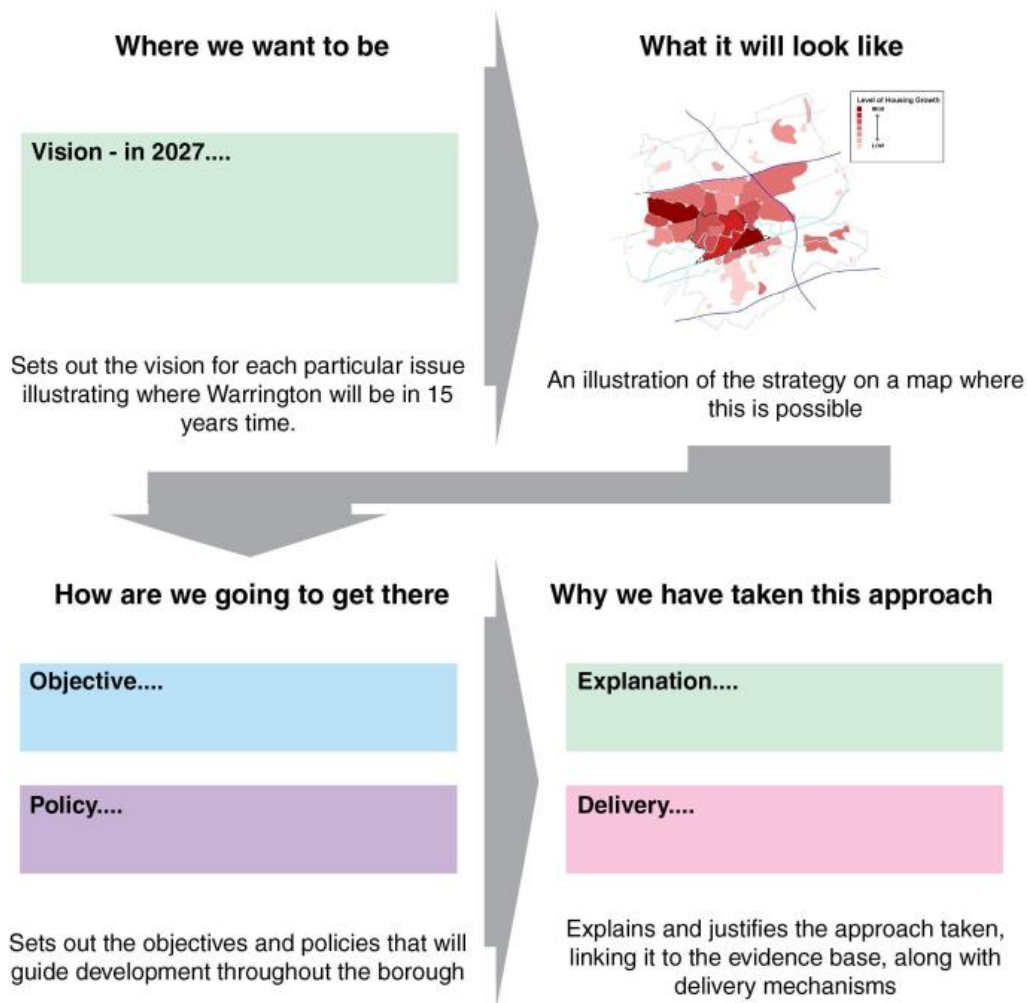 Where we want to be
What it will look like
Vision - in 2027....
Level of Housing Growth
HIGH
LOW
Sets out the vision for each particular issue
illustrating where Warrington will be in 15
years time.
An illustration of the strategy on a map where
this is possible
How are we going to get there
Why we have taken this approach
Objective....
Explanation....
Policy....
Delivery....
Sets out the objectives and policies that will
guide development throughout the borough
Explains and justifies the approach taken,
linking it to the evidence base, along with
delivery mechanisms